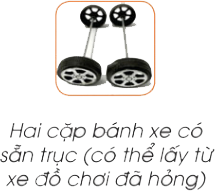 Hai cặp bánh xe có
sẵn trục (có thể lấy từ
xe đồ chơi đã hỏng)